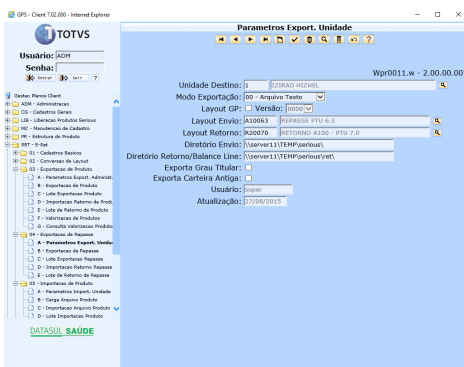 GPS - Client 7.02.000 - Internet Explorer
TOTVS
Usuário: ADM
Senha:
Entrar Sair ?
Gestao Planos Client
ADM - Administracao
CG - Cadastros Gerais
LIB - Liberacao Produtos Serious
MC - Manutencao de Cadastro
PR - Estrutura de Produto
SET - E-Set
01 - Cadastros Basicos
02 - Conversao de Layout
03 - Exportacao de Produto
A - Parametros Export. Administ.
B - Exportacao de Produto
C - Lote Exportacao Produto
D - Importacao Retorno de Produ
E - Lote de Retorno de Produto
F - Valorizacao de Produtos
G - Consulta Valorizacao Produto
04 - Exportacao de Repasse
A - Parametros Export. Unidad
B - Exportacao de Repasse
C - Lote Exportacao Repasse
D - Importacao Retorno Repasse
E - Lote de Retorno de Repasse
05 - Importacao de Produto
A - Parametros Import. Unidade
B - Carga Arquivo Produto
C - Importacao Arquivo Produto
D - Lote Importacao Produto
DATASUL SAÚDE
Parametros Export. Unidade
?
Wpr0011.w - 2.00.00.00
Unidade Destino: 1 IZIRAD HIZHEL
Modo Exportação: 00 - Arquivo Texto
Layout GP: Versão: 0000
Layout Envio: A10063 REPASSE PTU 6.3
Layout Retorno: R20070 RETORNO A100 - PTU 7.0
Diretório Envio: \\server11\TEMP\serious\
Diretório Retorno/Balance Line: \\server11\TEMP\serious\ret\
Exporta Grau Titular:
Exporta Carteira Antiga:
Usuário: super
Atualização: 27/08/2015